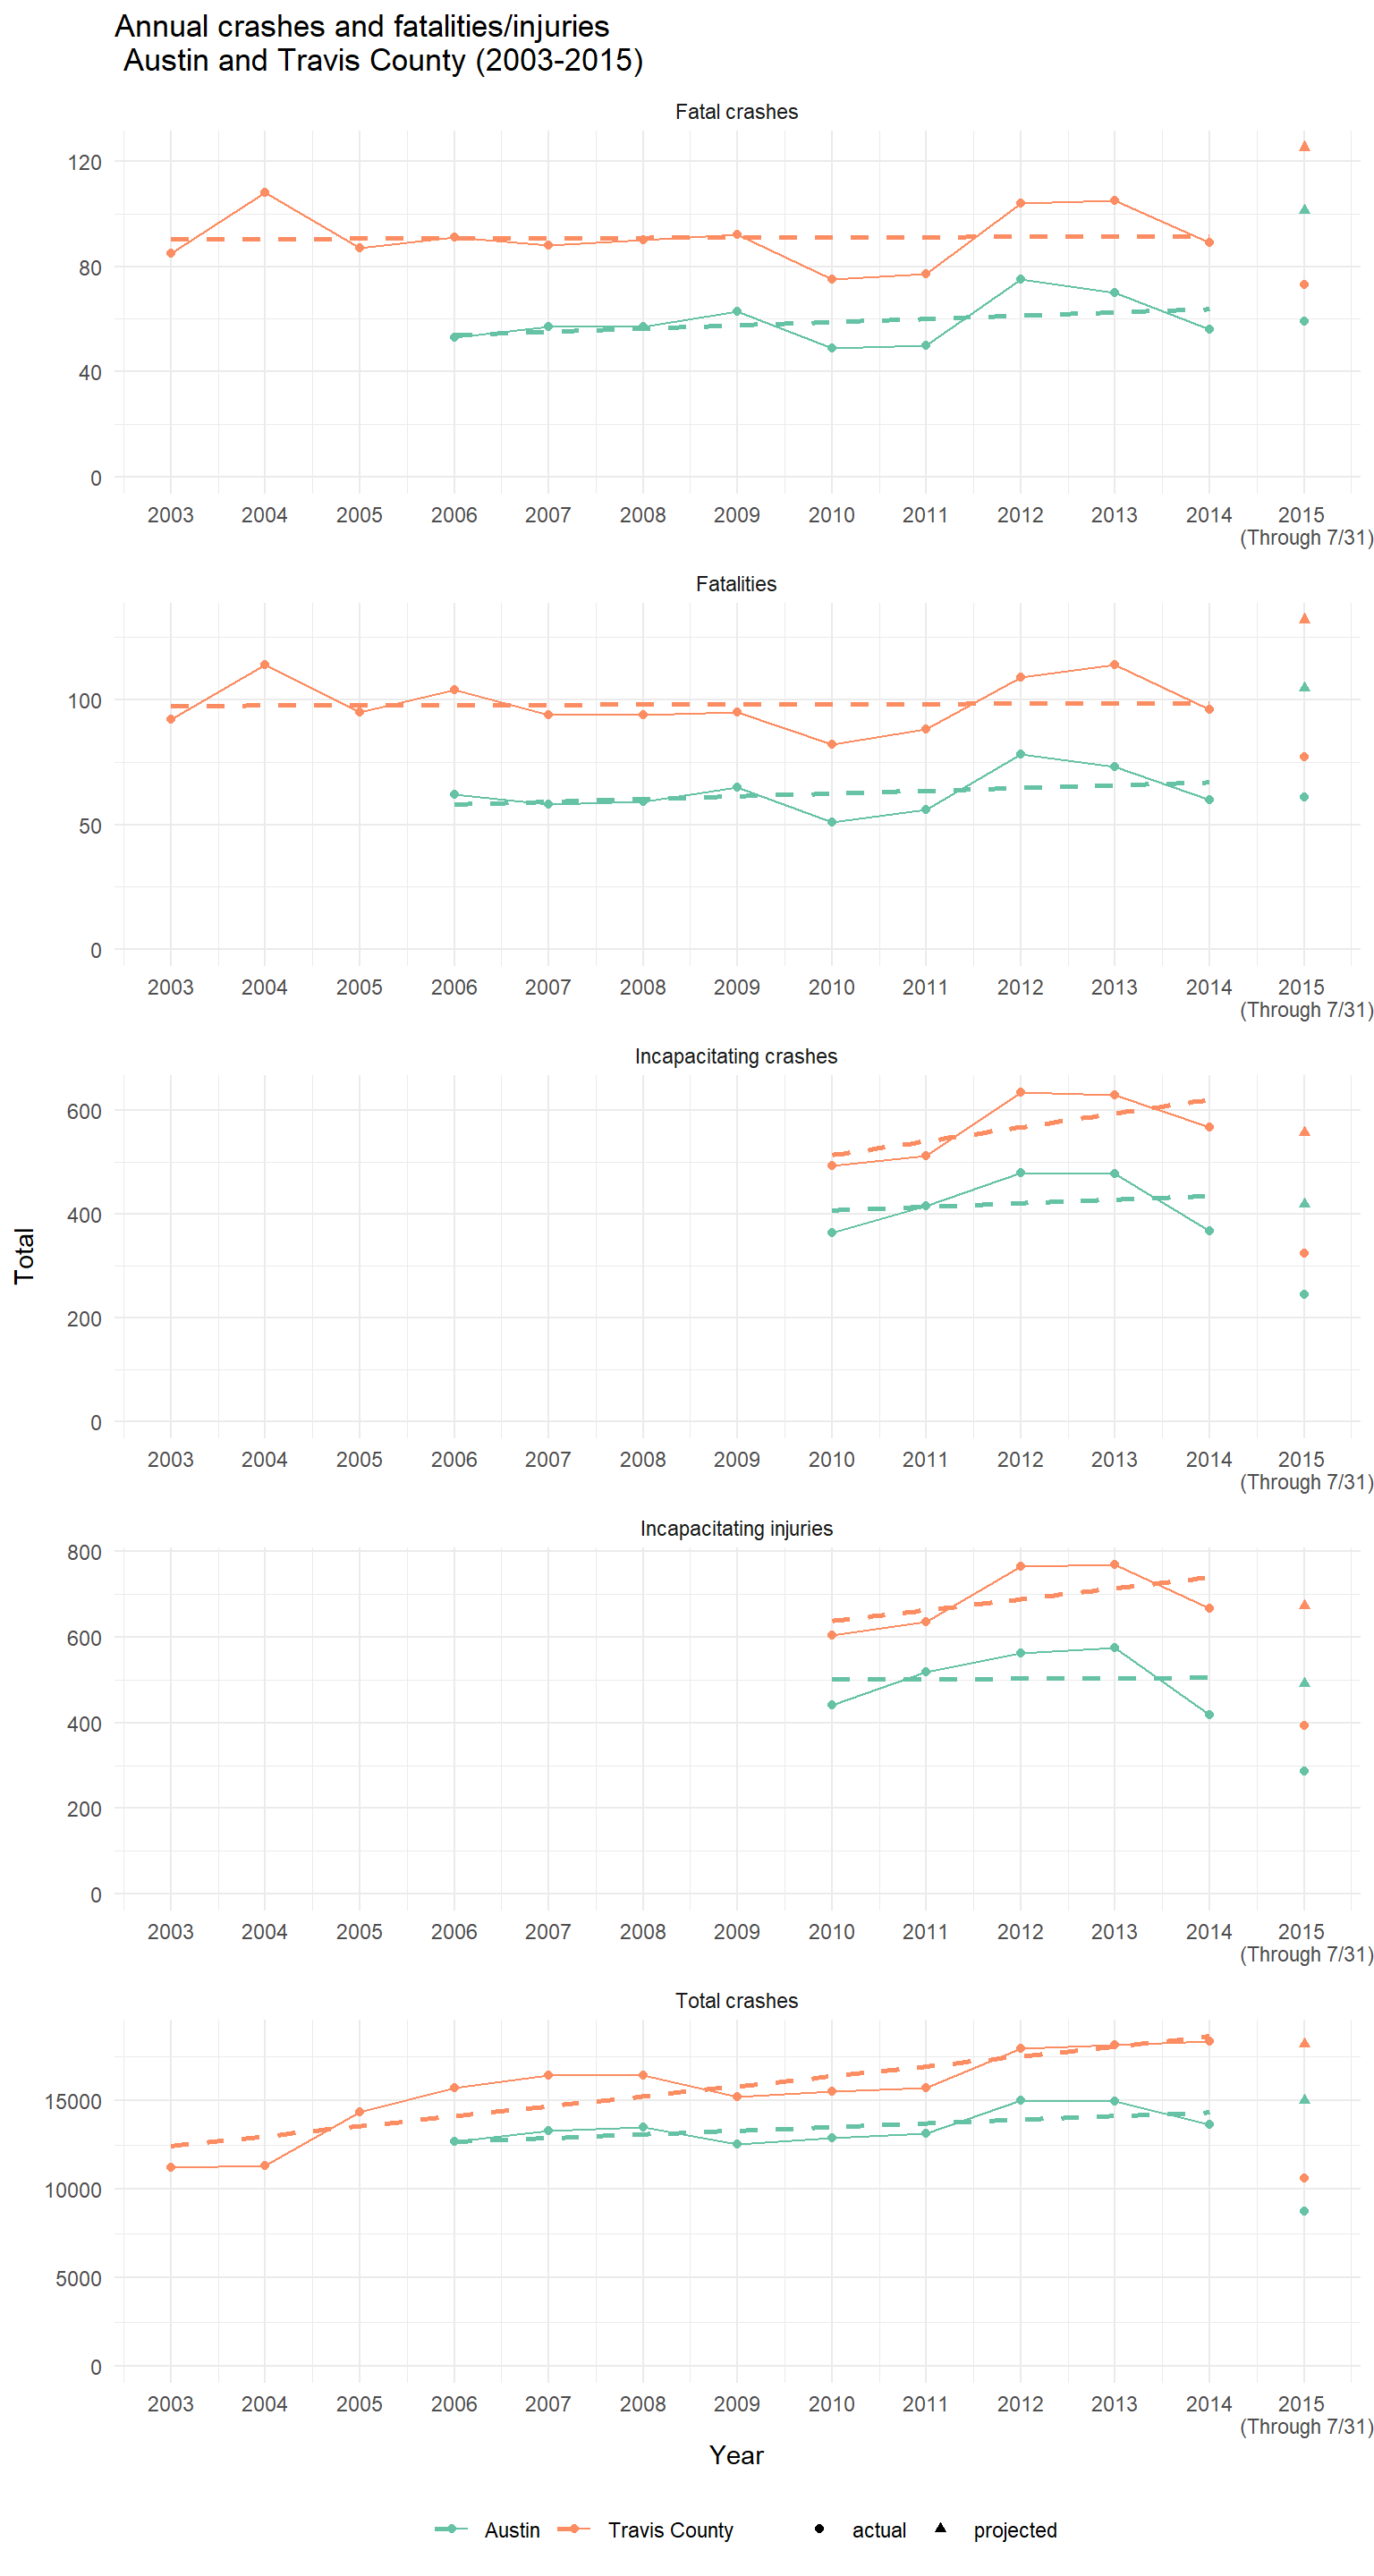 Annual crashes and fatalities/injuries
Austin and Travis County (2003-2015)
Fatal crashes
120
80
40
0
2003 2004 2005 2006 2007 2008 2009 2010 2011 2012 2013 2014 2015
(Through 7/31)
Fatalities
100
50
0
2003 2004 2005 2006 2007 2008 2009 2010 2011 2012 2013 2014 2015
(Through 7/31)
Incapacitating crashes
600
400
200
0
2003 2004 2005 2006 2007 2008 2009 2010 2011 2012 2013 2014 2015
(Through 7/31)
Total
Incapacitating injuries
800
600
400
200
0
2003 2004 2005 2006 2007 2008 2009 2010 2011 2012 2013 2014 2015
(Through 7/31)
Total crashes
15000
10000
5000
0
2003 2004 2005 2006 2007 2008 2009 2010 2011 2012 2013 2014 2015
(Through 7/31)
Year
Austin Travis County actual projected